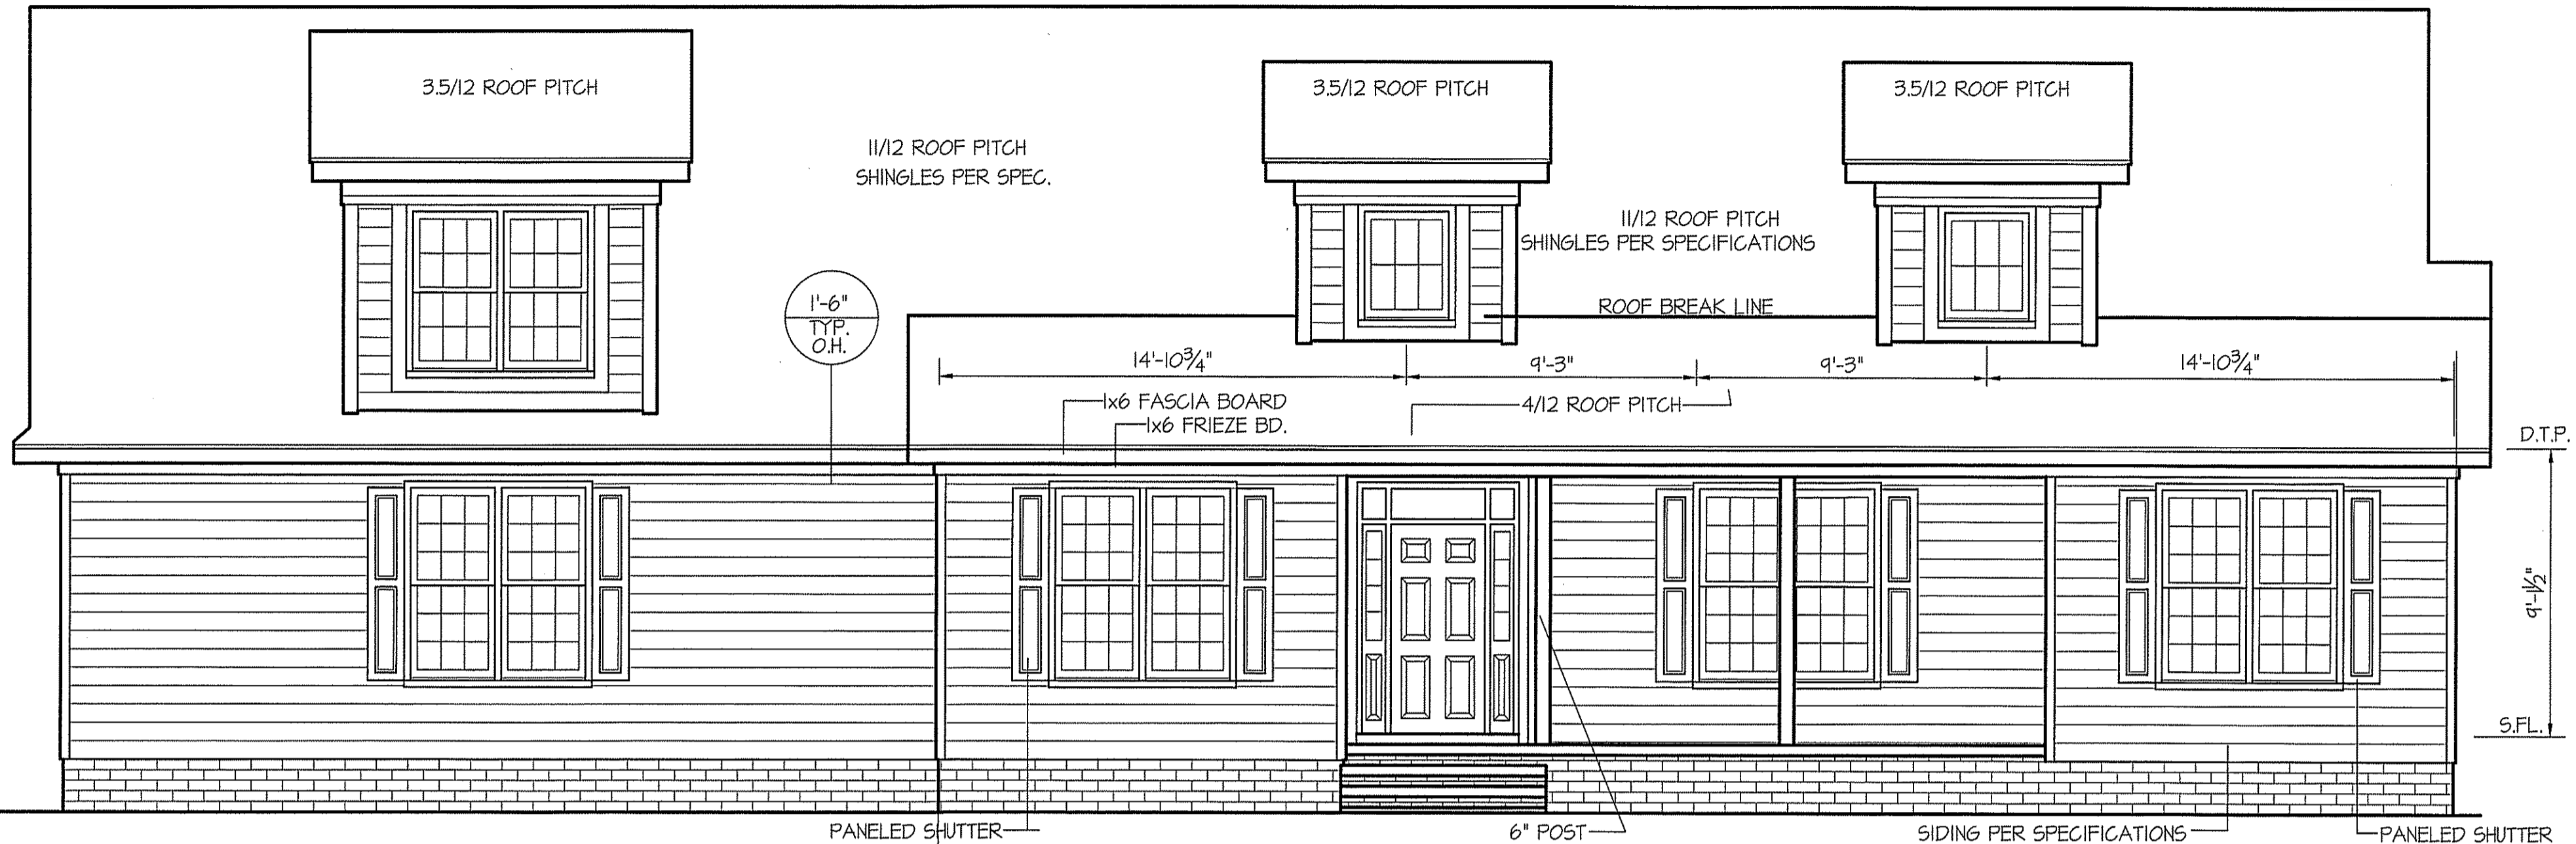 3.5/12 ROOF PITCH
3.5/12 ROOF PITCH
3.5/12 ROOF PITCH
11/12 ROOF PITCH
SHINGLES PER SPEC.
11/12 ROOF PITCH
SHINGLES PER SPECIFICATIONS
1'-6"
TYP.
O.H.
ROOF BREAK LINE
14'-10¾"
9'-3"
9'-3"
14'-10¾"
1x6 FASCIA BOARD
1x6 FRIEZE BD.
4/12 ROOF PITCH
D.T.P.
9'-1½"
S.FL.
PANELED SHUTTER
6" POST
SIDING PER SPECIFICATIONS
PANELED SHUTTER